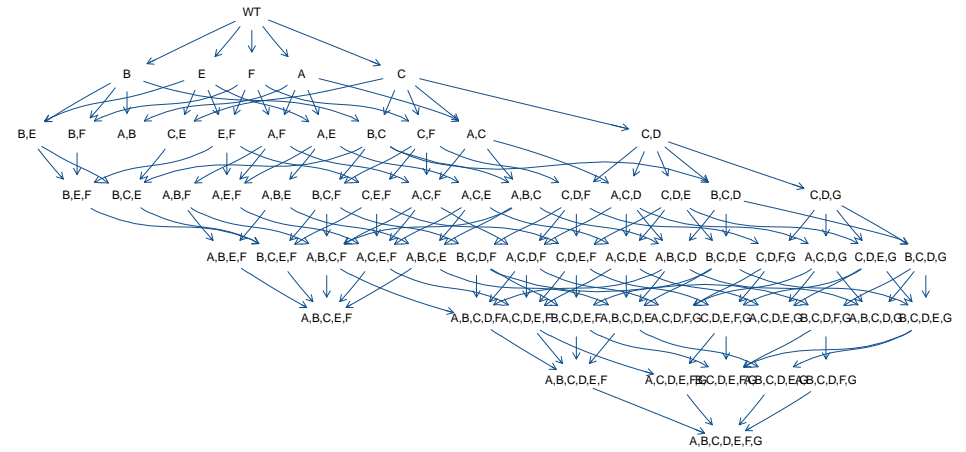 WT
B E F A C
B,E B,F A,B C,E E,F A,F A,E B,C C,F A,C C,D
B,E,F B,C,E A,B,F A,E,F A,B,E B,C,F C,E,F A,C,F A,C,E A,B,C C,D,F A,C,D C,D,E B,C,D C,D,G
A,B,E,F B,C,E,F A,B,C,F A,C,E,F A,B,C,E B,C,D,F A,C,D,F C,D,E,F A,C,D,E A,B,C,D B,C,D,E C,D,F,G A,C,D,G C,D,E,G B,C,D,G
A,B,C,E,F A,B,C,D,F A,C,D,E,F B,C,D,E,F A,B,C,D,E A,C,D,F,G C,D,E,F,G A,C,D,E,G B,C,D,F,G A,B,C,D,G B,C,D,E,G
A,B,C,D,E,F A,C,D,E,F,G B,C,D,E,F,G A,B,C,D,E,G A,B,C,D,F,G
A,B,C,D,E,F,G